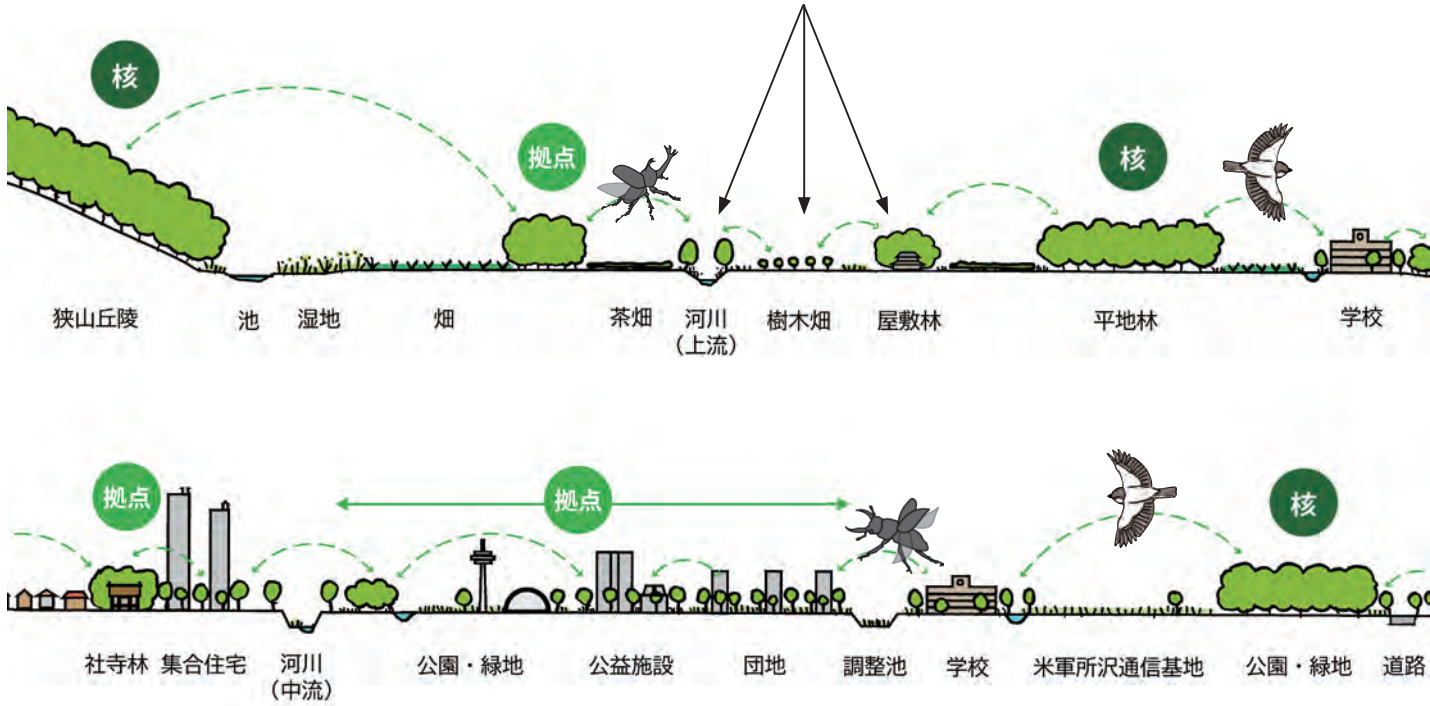 核
拠点
核
狭山丘陵 池 湿地 畑 茶畑 河川 樹木畑 屋敷林 平地林 学校
（上流）
拠点
拠点
核
社寺林 集合住宅 河川 公園・緑地 公益施設 団地 調整池 学校 米軍所沢通信基地 公園・緑地 道路
（中流）